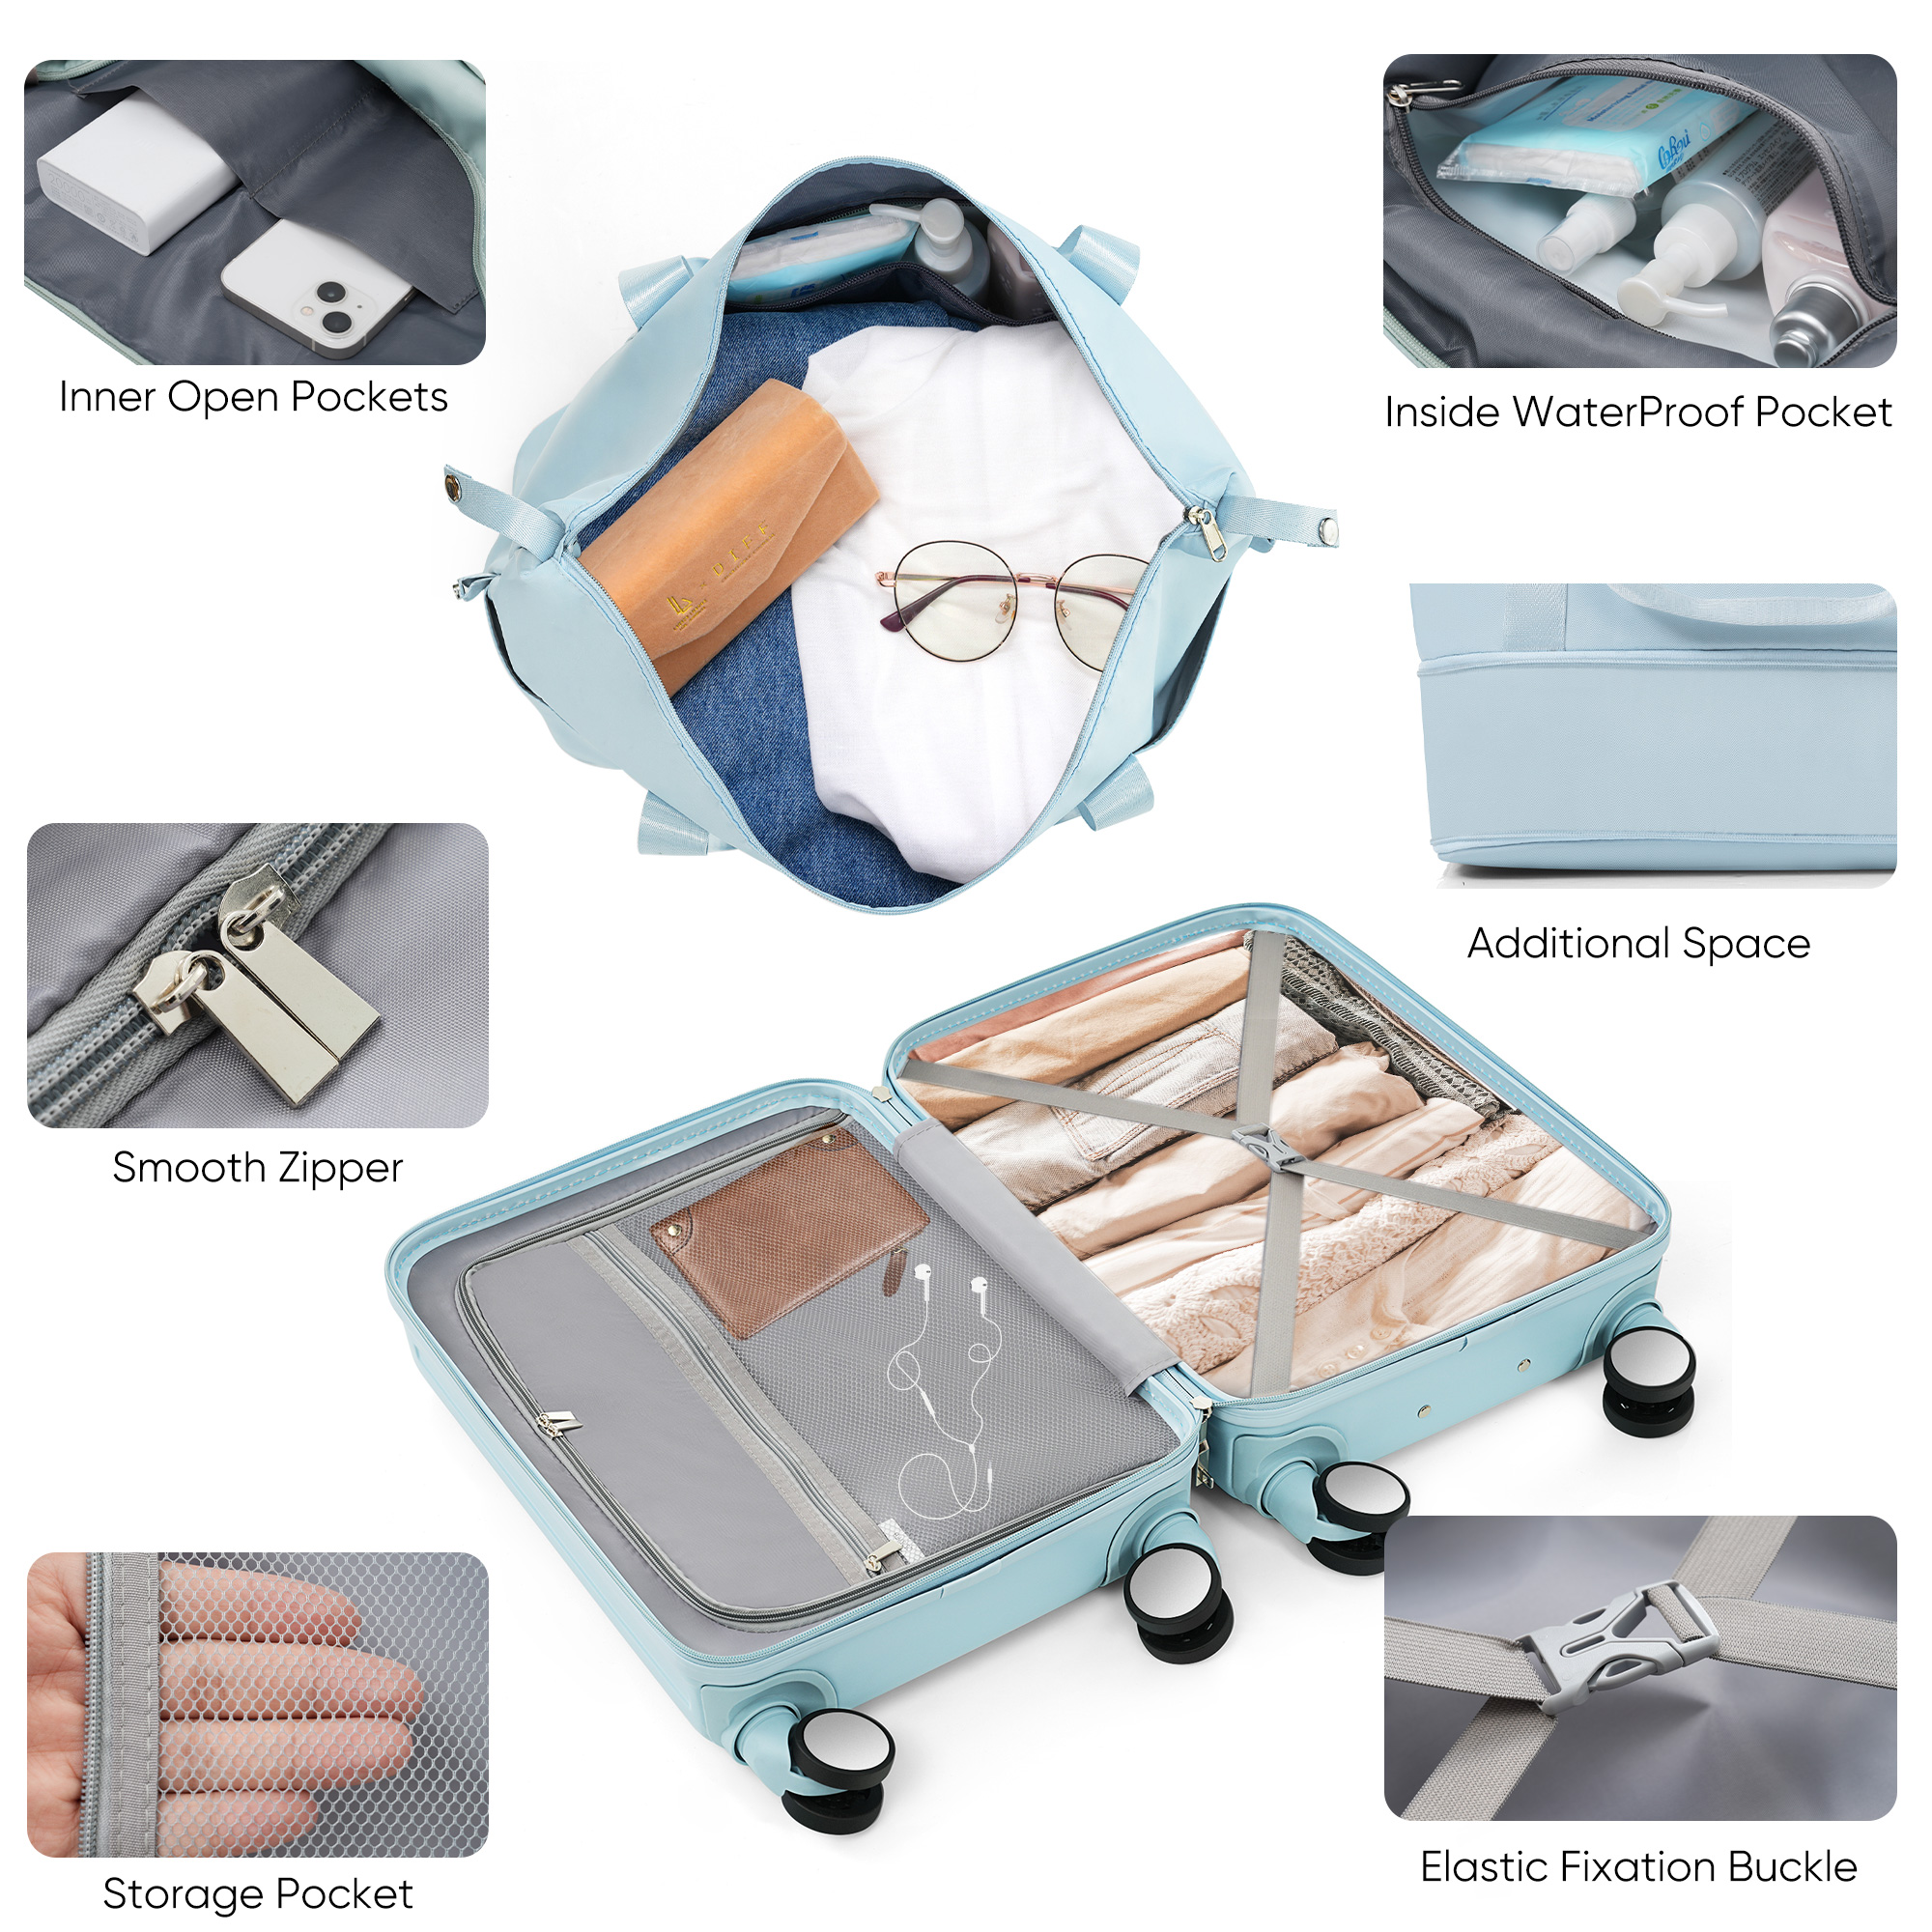 Inner Open Pockets
Inside WaterProof Pocket
Additional Space
Smooth Zipper
Storage Pocket
Elastic Fixation Buckle